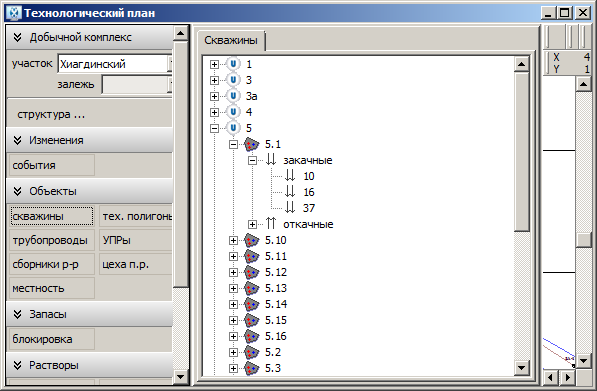 Технологический план
Добычной комплекс
участок Хиагдинский
залежь
структура ...
Изменения
события
Объекты
скважины тех. полигоны
трубопроводы УПРы
сборники р-р цеха п.р.
местность
Запасы
блокировка
Растворы
Скважины
1
3
3а
4
5
5.1
закачные
10
16
37
откачные
5.10
5.11
5.12
5.13
5.14
5.15
5.16
5.2
5.3
X 4
Y 1